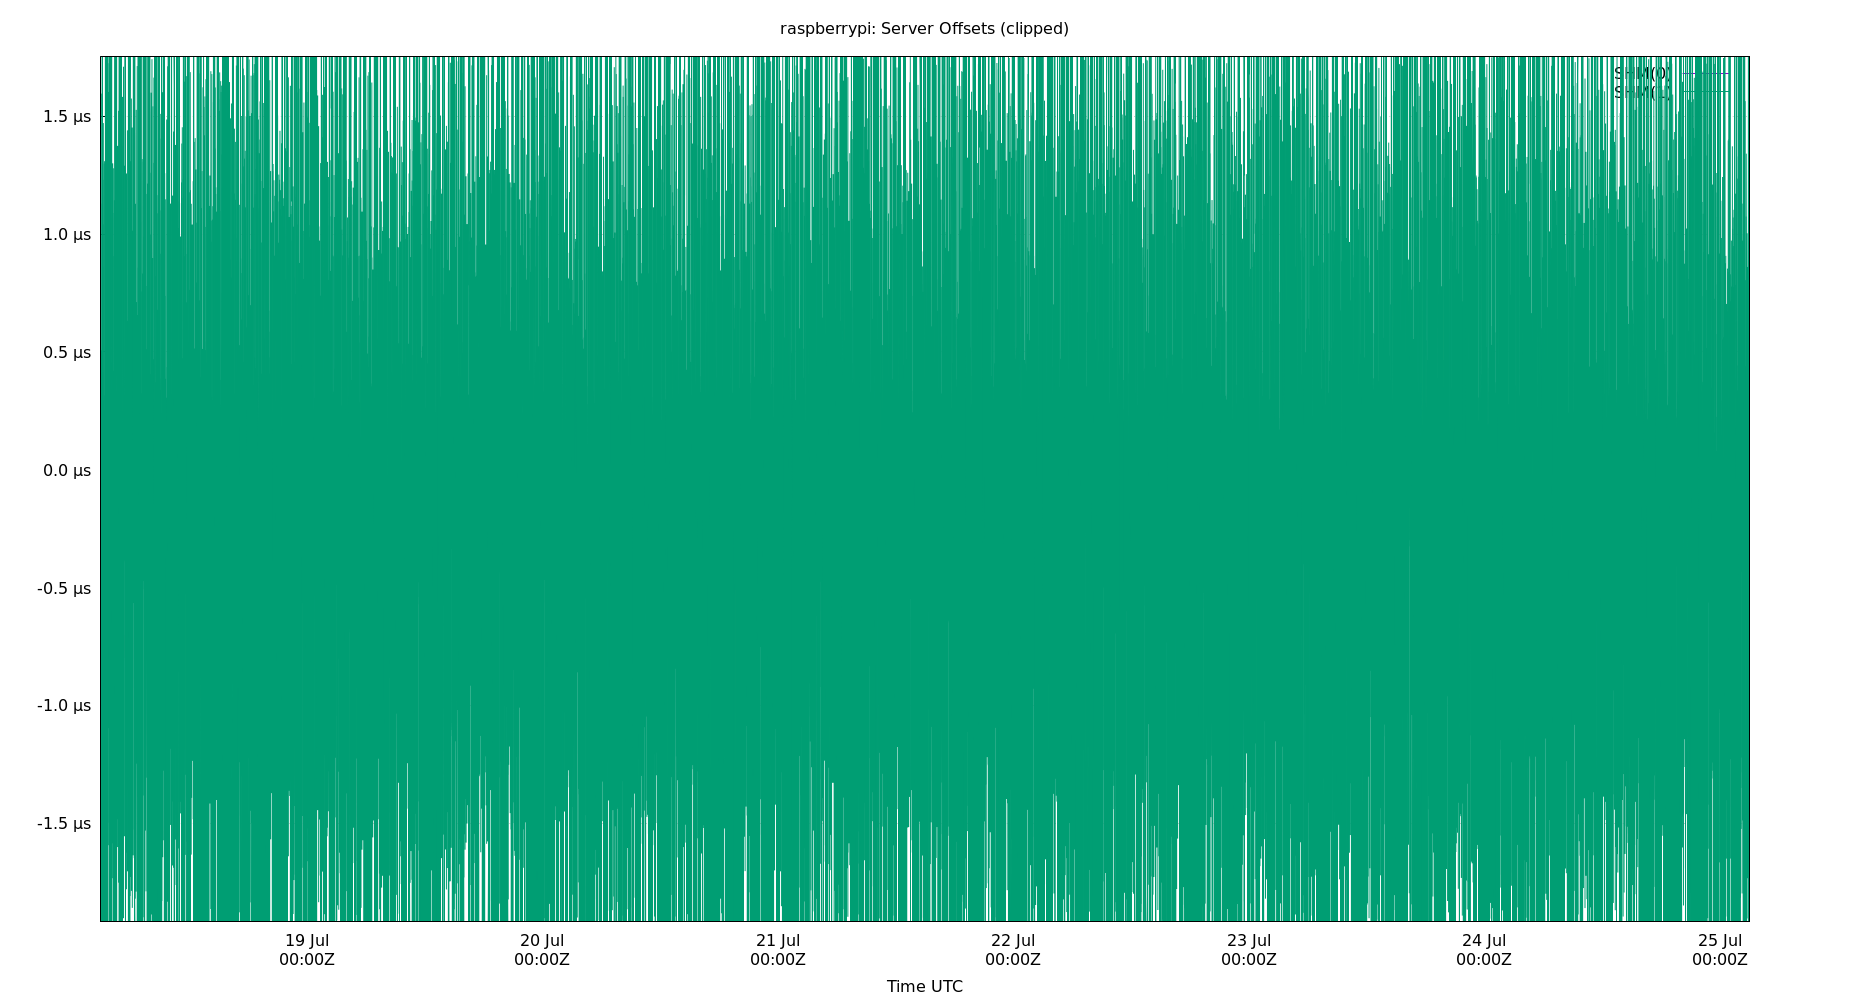 raspberrypi: Server Offsets (clipped)
SHM(0)
1.5 µs
1.0 µs
0.5 µs
0.0 µs
-0.5 µs
-1.0 µs
-1.5 µs
19 Jul
00:00Z
20 Jul
00:00Z
21 Jul
00:00Z
22 Jul
00:00Z
23 Jul
00:00Z
24 Jul
00:00Z
25 Jul
00:00Z
Time UTC